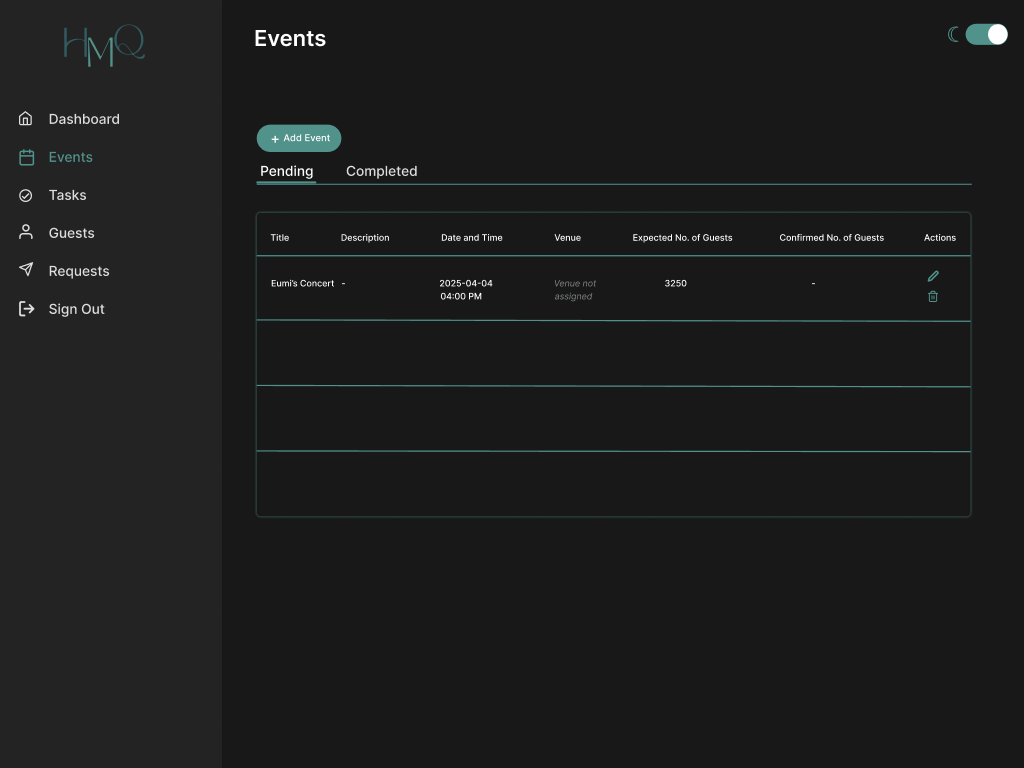 HMQ
Events
Dashboard
Events
Tasks
Guests
Requests
Sign Out
+ Add Event
Pending Completed
Title Description Date and Time Venue Expected No. of Guests Confirmed No. of Guests Actions
Eumi's Concert - 2025-04-04 Venue not 3250 -
04:00 PM assigned